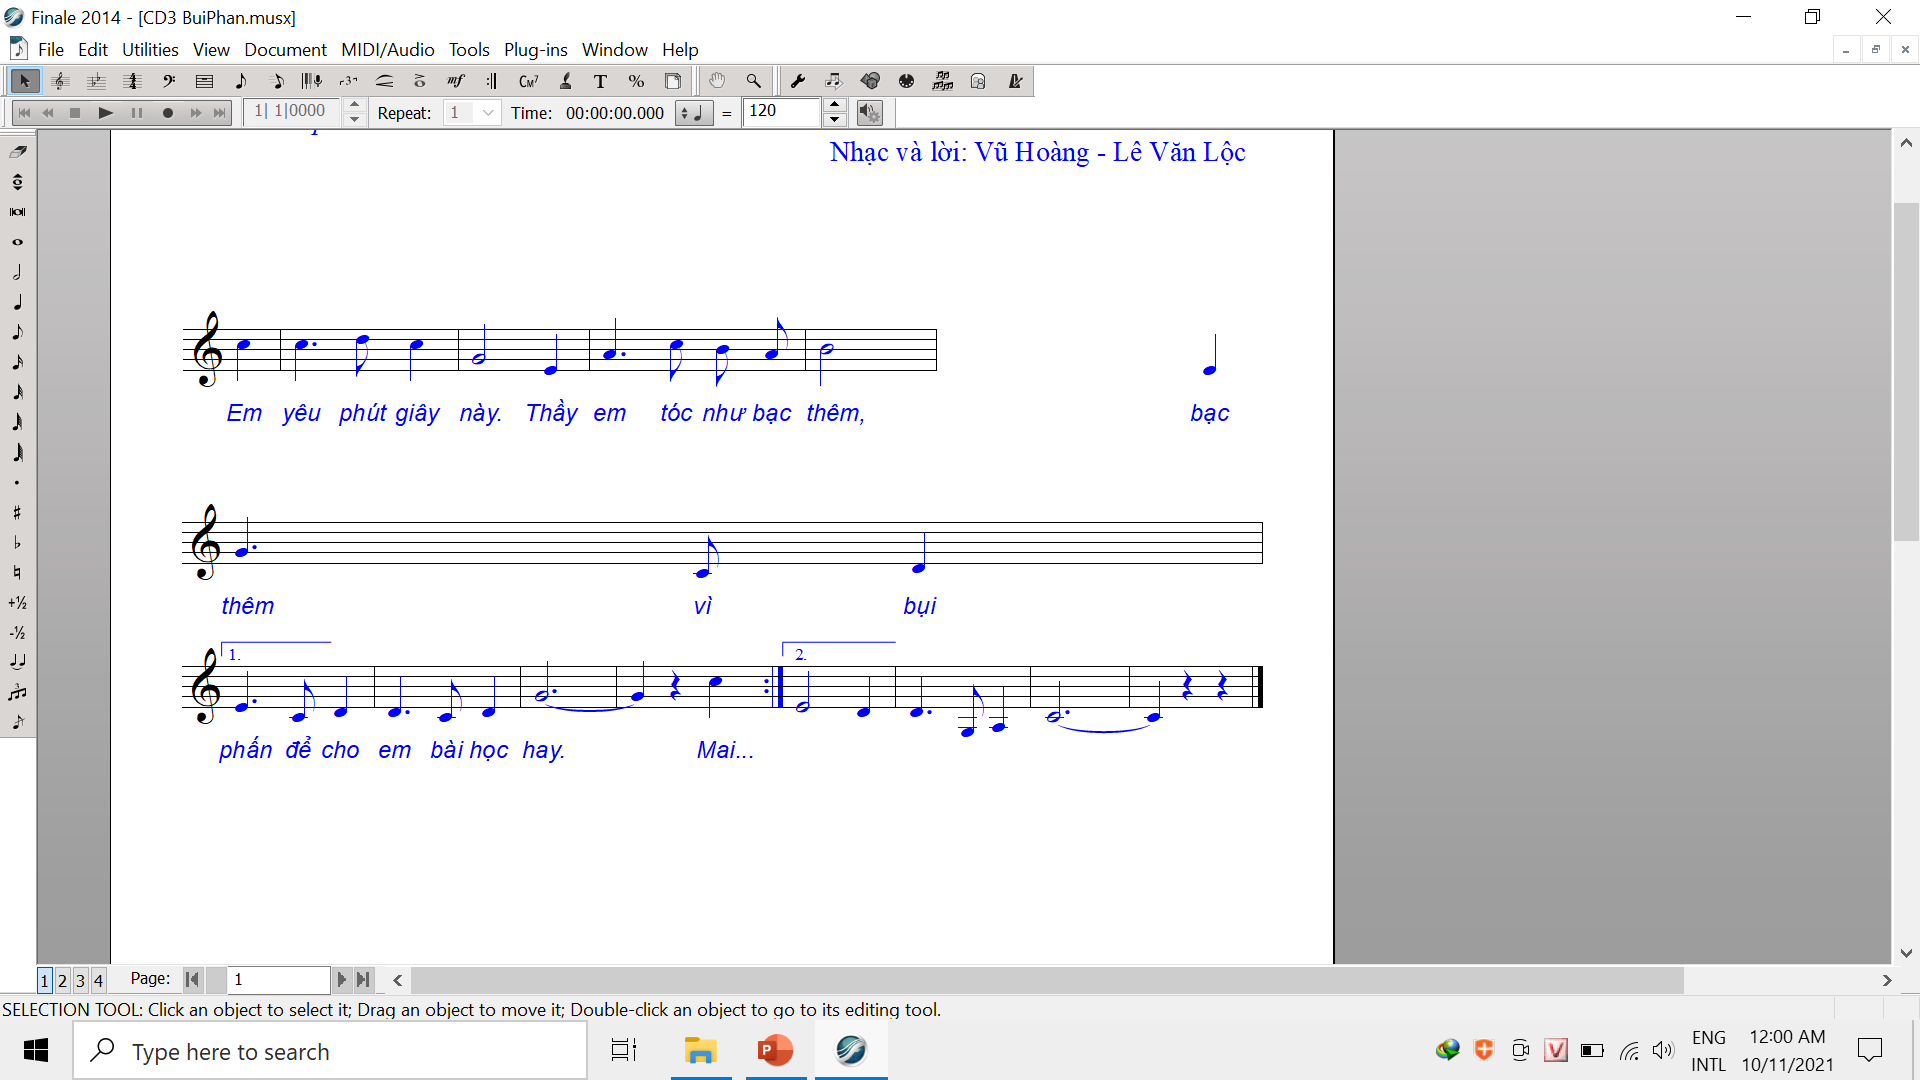 Finale 2014 - [CD3 BuiPhan.musx]
File Edit Utilities View Document MIDI/Audio Tools Plug-ins Window Help
1| 1|0000 Repeat: 1 Time: 00:00:00.000 = 120
Nhạc và lời: Vũ Hoàng - Lê Văn Lộc
Em yêu phút giây này. Thầy em tóc như bạc thêm, bạc
thêm vì bụi
1. 2.
phấn để cho em bài học hay. Mai...
1 2 3 4 Page: 1
SELECTION TOOL: Click an object to select it; Drag an object to move it; Double-click an object to go to its editing tool.
Type here to search
ENG 12:00 AM
INTL 10/11/2021